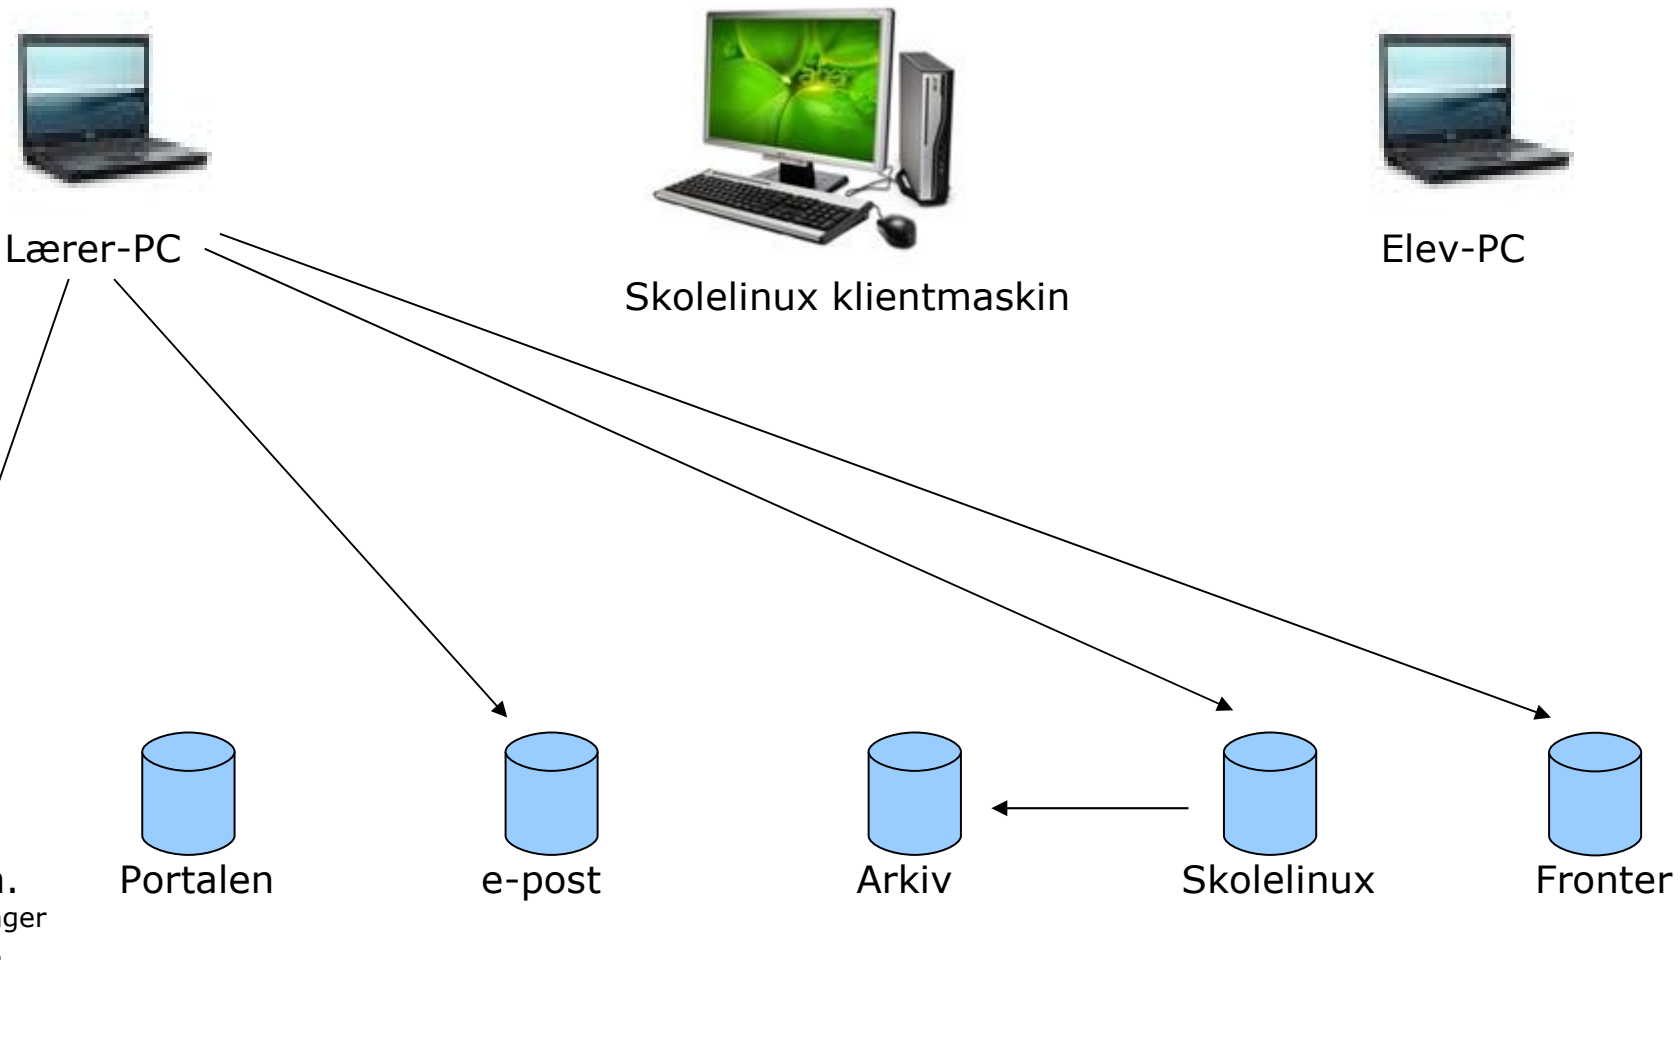 Lærer-PC
Elev-PC
Skolelinux klientmaskin
Portalen
e-post
Arkiv
Skolelinux
Fronter